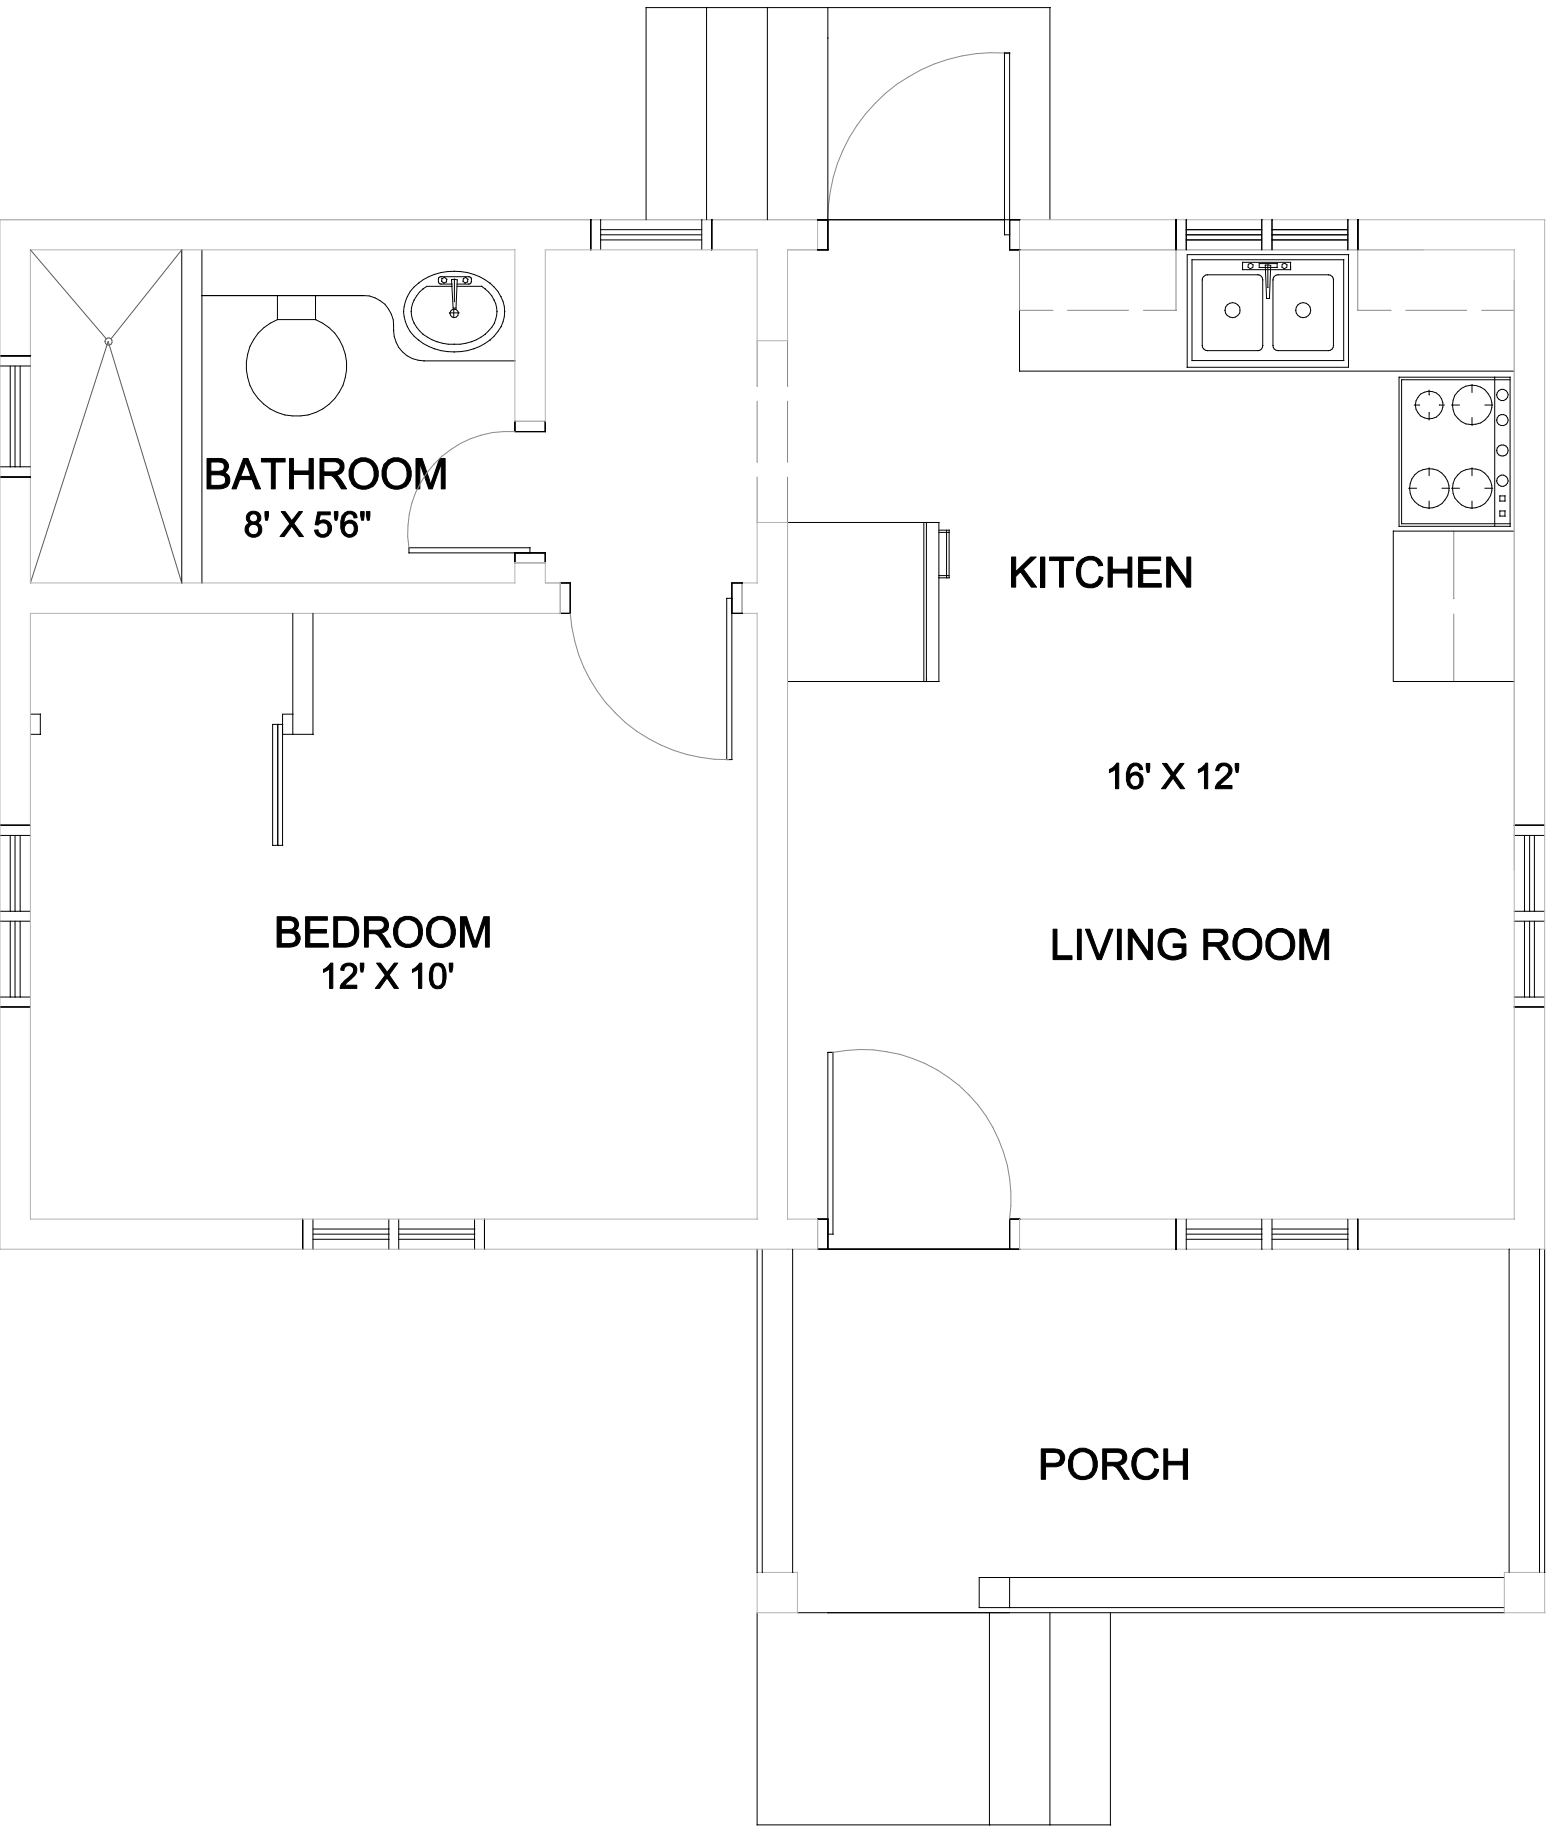 BATHROOM
8' X 5'6"
KITCHEN
16' X 12'
BEDROOM
12' X 10'
LIVING ROOM
PORCH